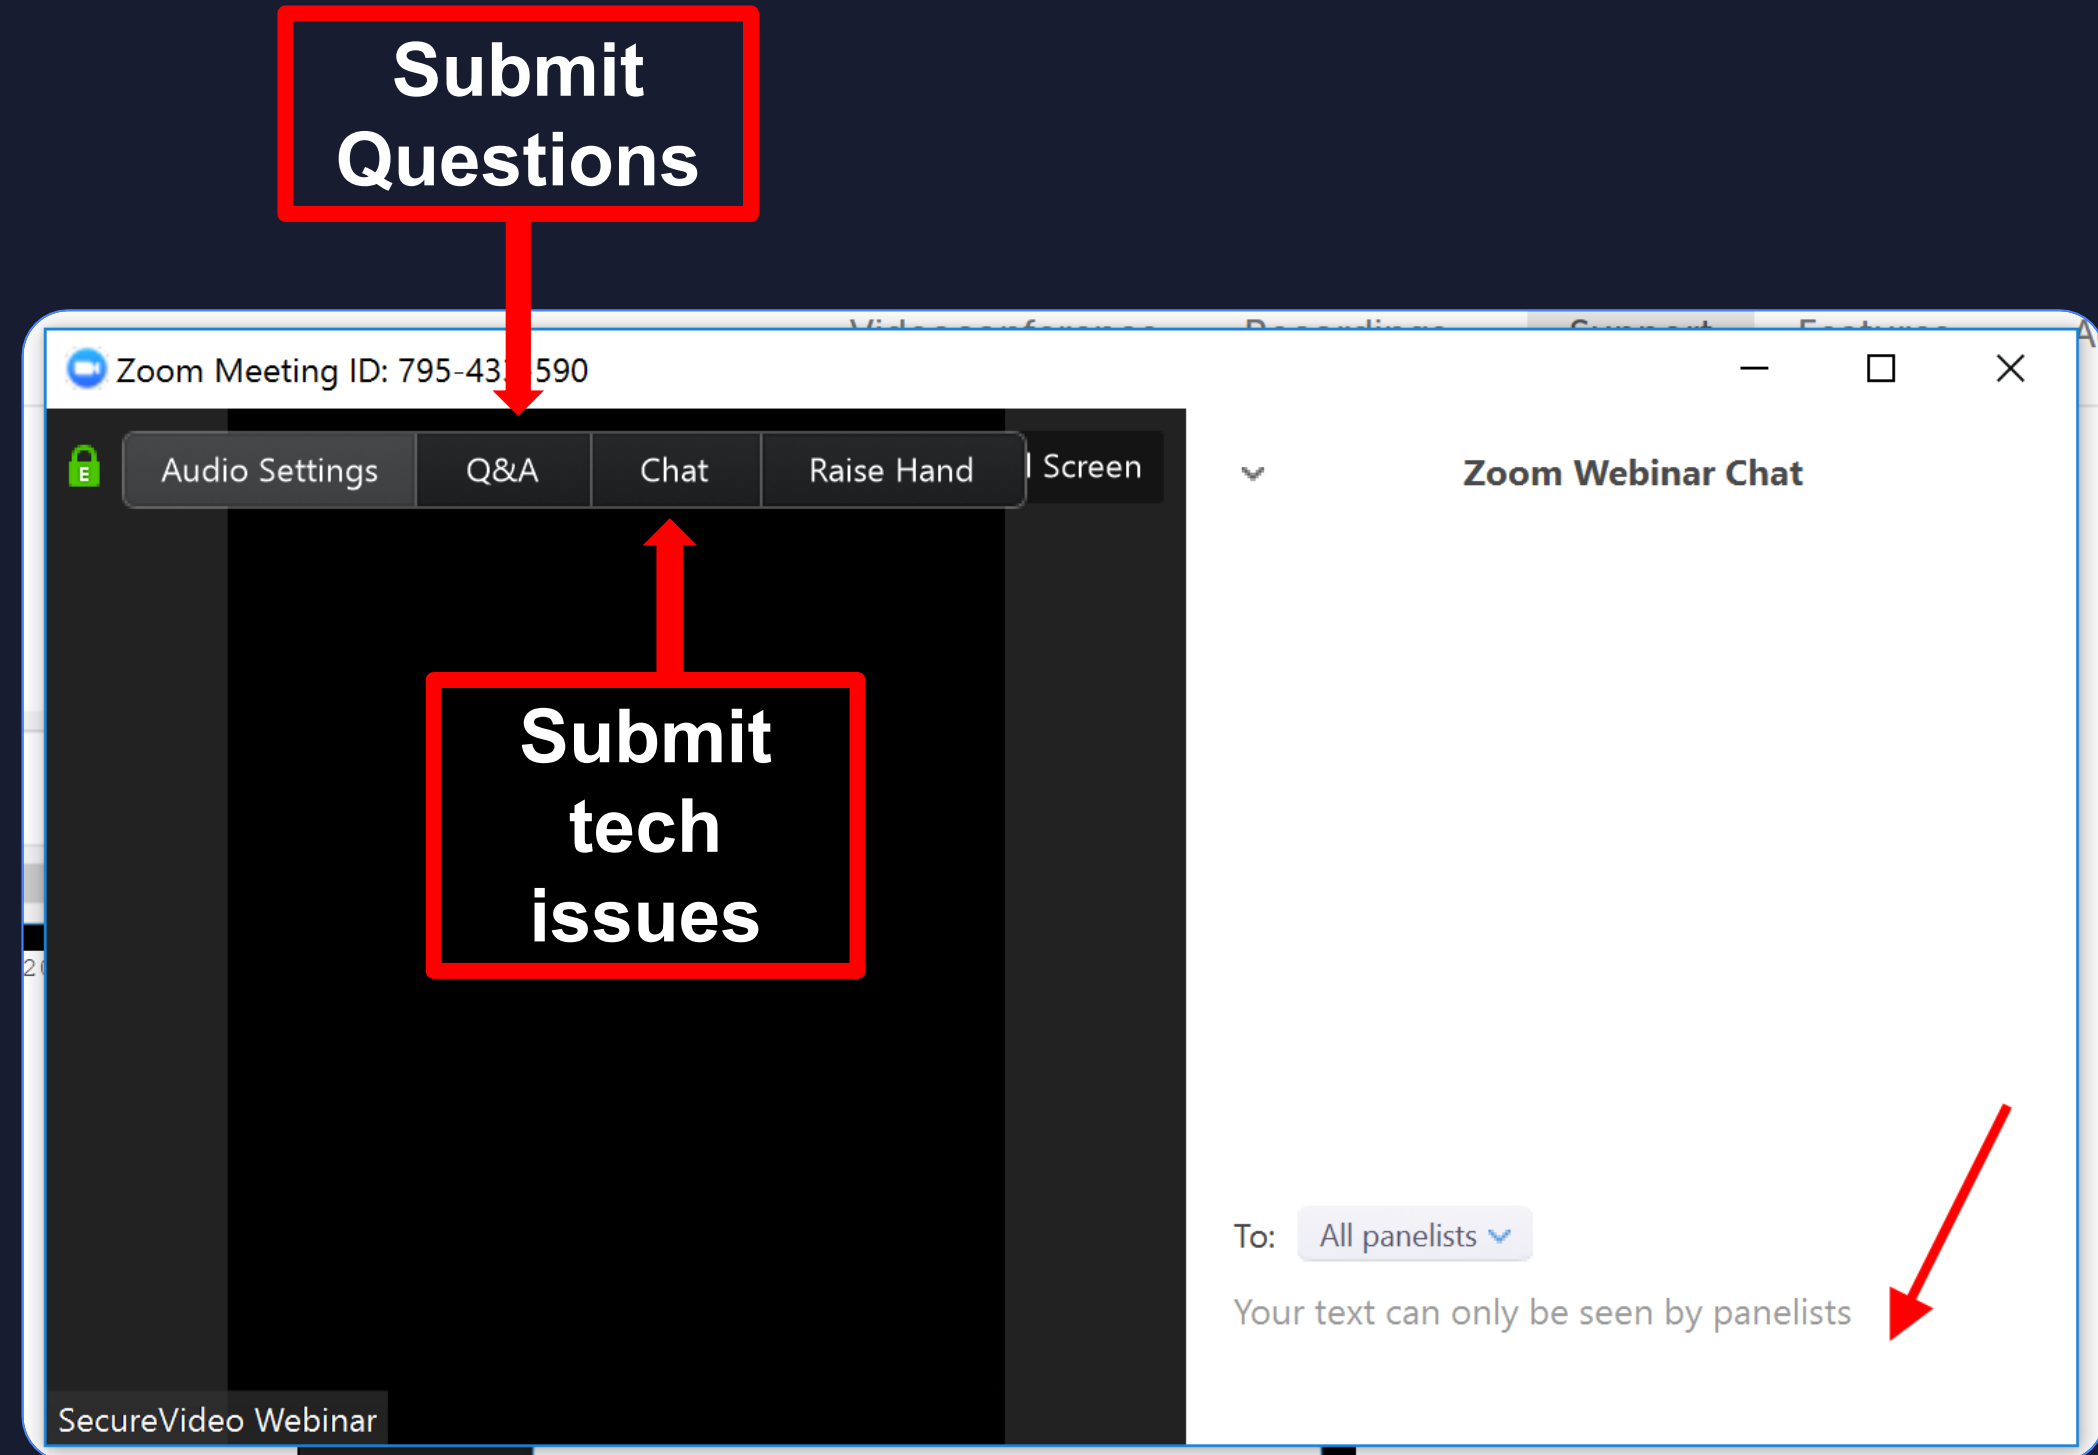 Submit
Questions
Zoom Meeting ID: 795-43 -590
E
Audio Settings
Q&A
Chat
Raise Hand
Screen
Zoom Webinar Chat
Submit
tech
issues
To: All panelists
Your text can only be seen by panelists
SecureVideo Webinar